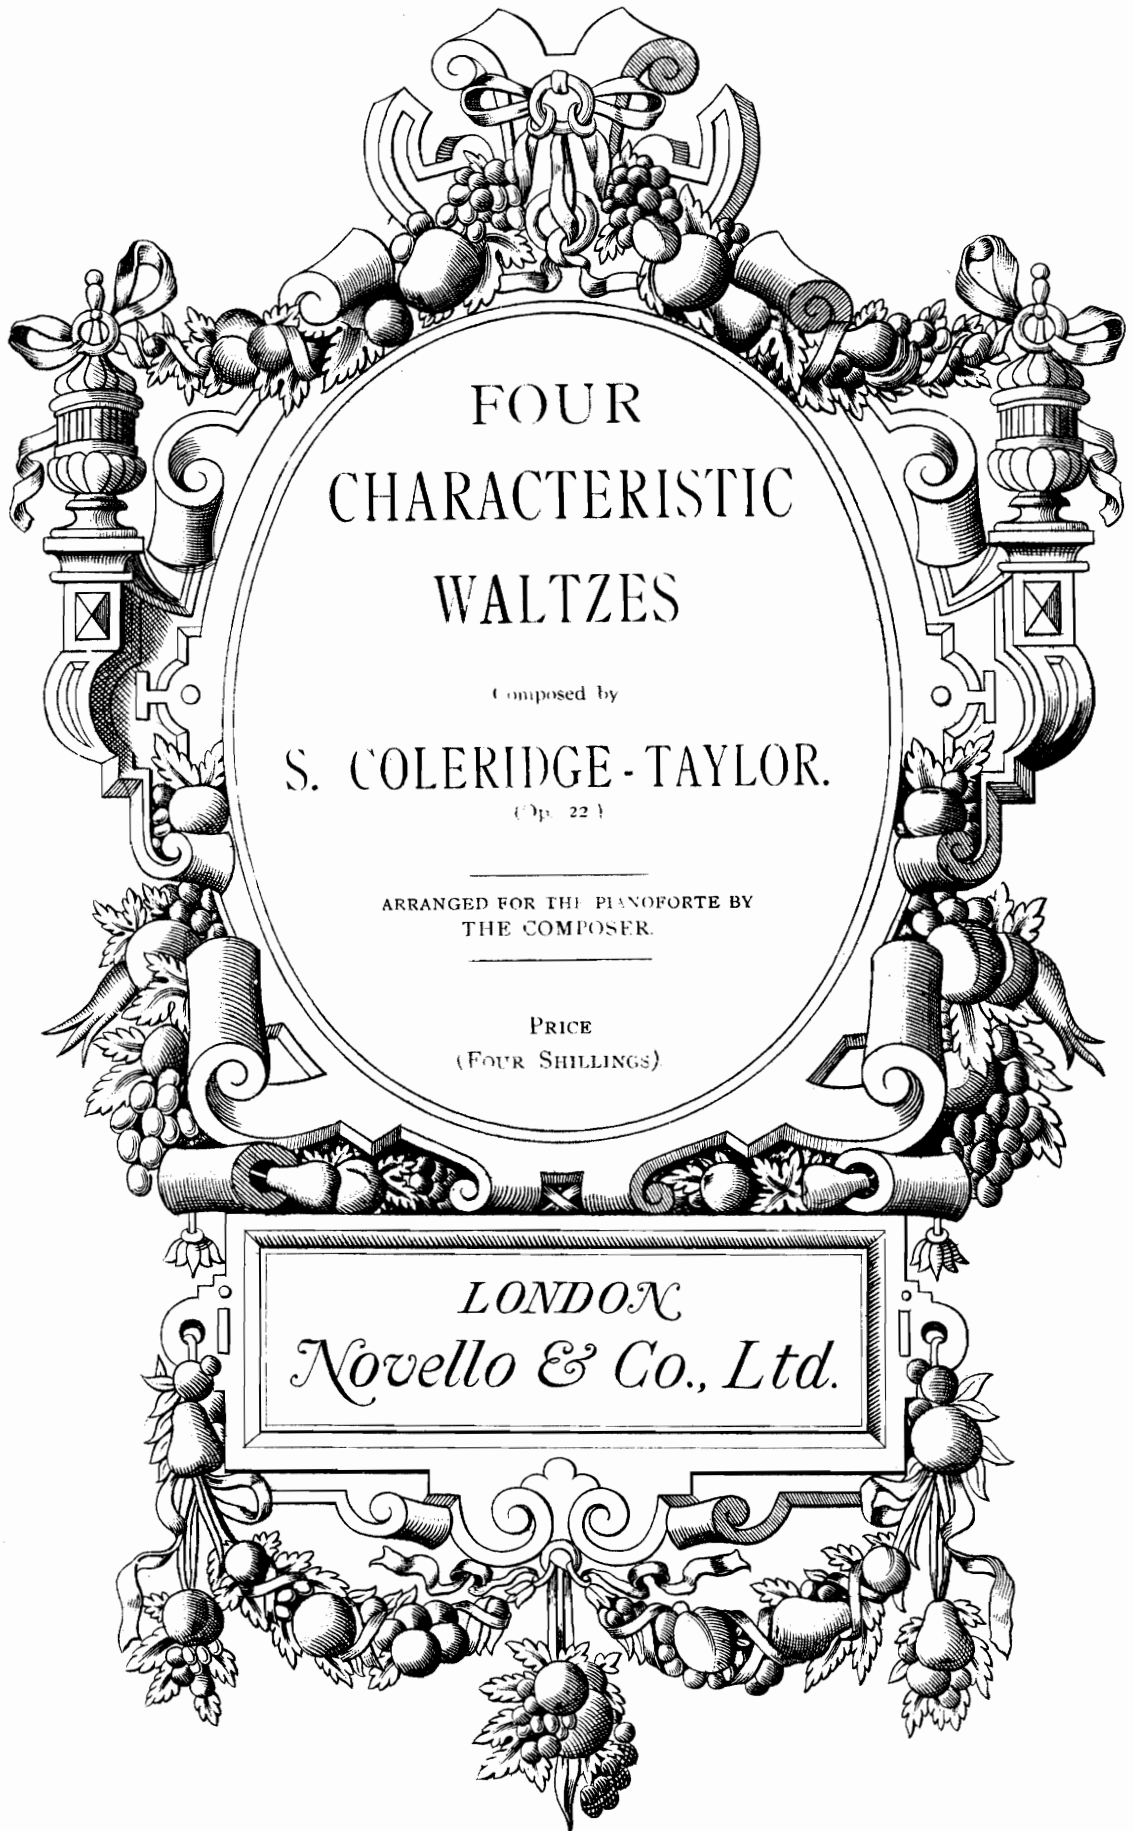 FOUR
CHARACTERISTIC
WALTZES
Composed by
S. COLERIDGE-TAYLOR.
(Op. 22)
ARRANGED FOR THE PIANOFORTE BY
THE COMPOSER.
PRICE
(FOUR SHILLINGS)
LONDON,
Novello & Co., Ltd.